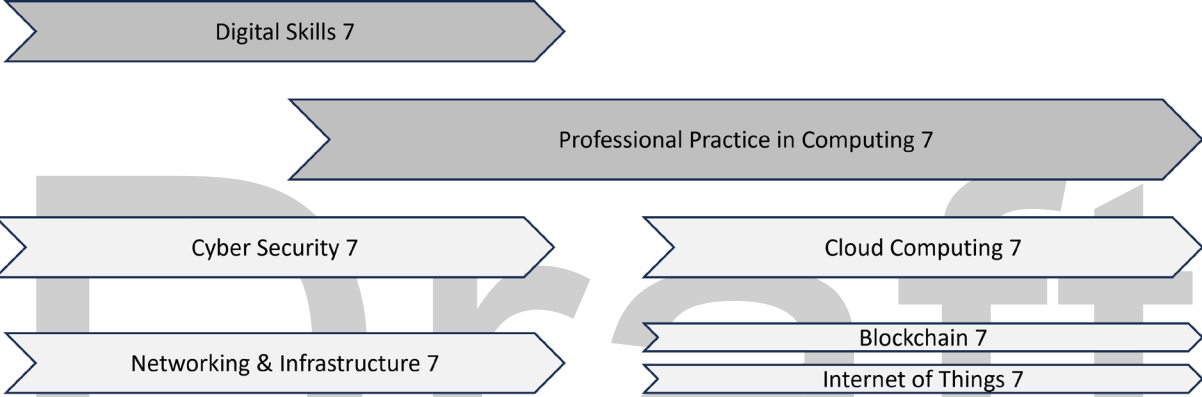 Digital Skills 7
Professional Practice in Computing 7
Cyber Security 7
Cloud Computing 7
Networking & Infrastructure 7
Blockchain 7
Internet of Things 7
Draft